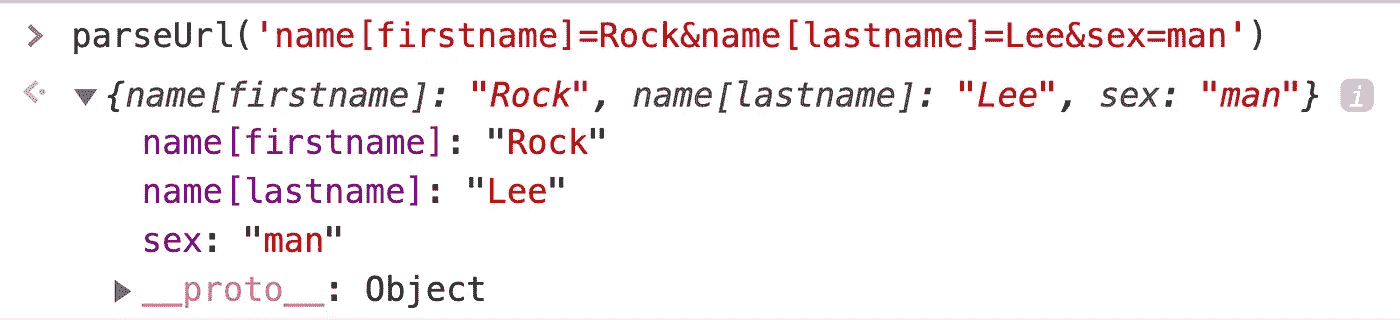 > parseUrl('name[firstname]=Rock&name[lastname]=Lee&sex=man')
<· ▼{name[firstname]: "Rock", name[lastname]: "Lee", sex: "man"} i
name[firstname]: "Rock"
name[lastname]: "Lee"
sex: "man"
▶ __proto__: Object